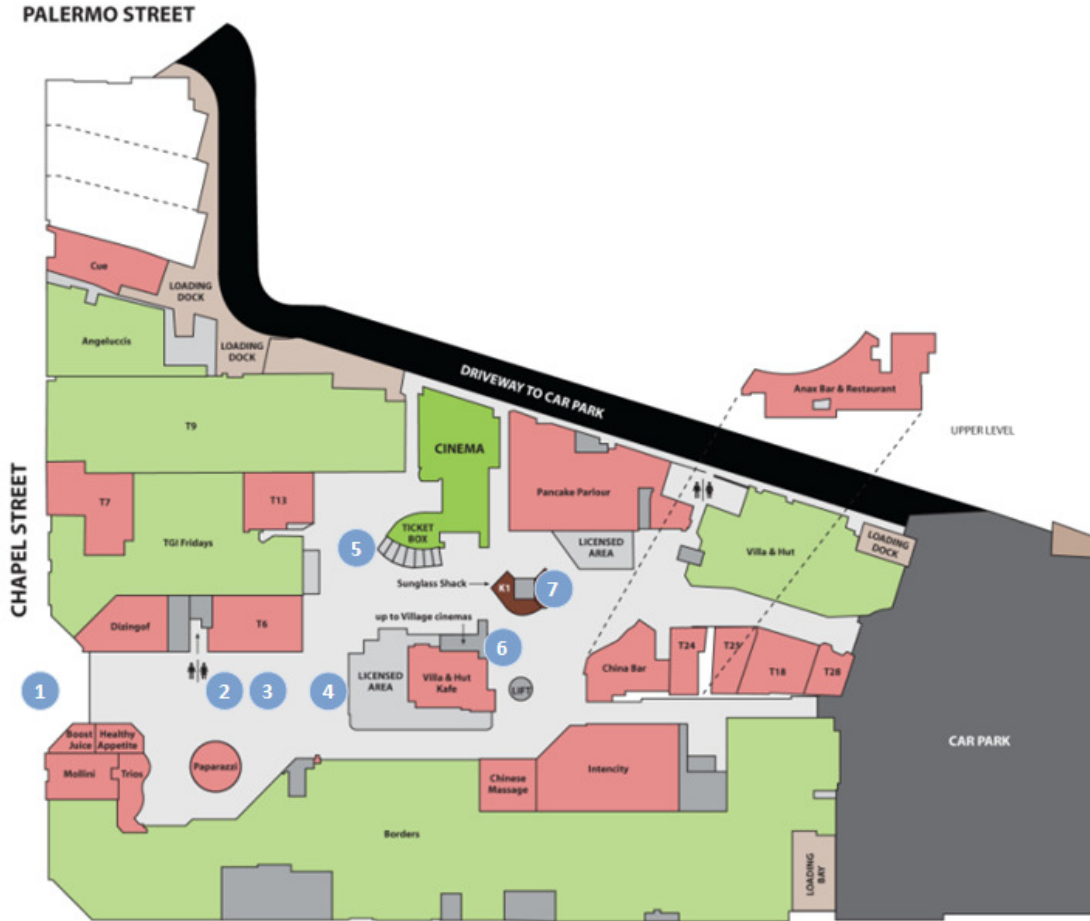 PALERMO STREET
Cue
LOADING
DOCK
Angeluccis
LOADING
DOCK
DRIVEWAY TO CAR PARK
Anax Bar & Restaurant
UPPER LEVEL
T9
CINEMA
CHAPEL STREET
T7
T13
Pancake Parlour
TICKET
BOX
TGI Fridays
5
LICENSED
AREA
Villa & Hut
LOADING
DOCK
Sunglass Shack
K1
7
Dizingof
T6
up to Village cinemas
6
1
2
3
4
LICENSED
AREA
Villa & Hut
Kafe
LIFT
China Bar
T24
T25
T18
T28
Boost
Juice
Healthy
Appetite
Mollini
Trios
Paparazzi
Chinese
Massage
Intencity
CAR PARK
Borders
LOADING
BAY